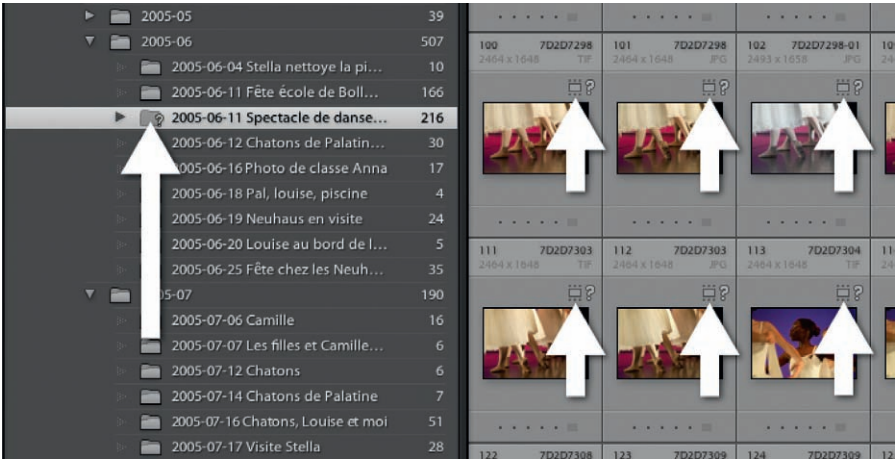 2005-05 39
2005-06 507
2005-06-04 Stella nettoye la pi... 10
2005-06-11 Fête école de Boll... 166
2005-06-11 Spectacle de danse... 216
2005-06-12 Chatons de Palatin... 30
2005-06-16 Photo de classe Anna 17
2005-06-18 Pal, louise, piscine 4
2005-06-19 Neuhaus en visite 24
2005-06-20 Louise au bord de l... 5
2005-06-25 Fête chez les Neuh... 35
05-07 190
2005-07-06 Camille 16
2005-07-07 Les filles et Camille... 6
2005-07-12 Chatons 6
2005-07-14 Chatons de Palatine 7
2005-07-16 Chatons, Louise et moi 51
2005-07-17 Visite Stella 28
100 7D2D7298 101 7D2D7298 102 7D2D7298-01 10
2464 x 1648 TIF 2464 x 1648 JPG 2493 x 1658 JPG 24
? ? ?
111 7D2D7303 112 7D2D7303 113 7D2D7304 11
2464 x 1648 TIF 2464 x 1648 JPG 2464 x 1648 TIF 24
? ? ?
122 7D2D7308 123 7D2D7309 124 7D2D7309 12